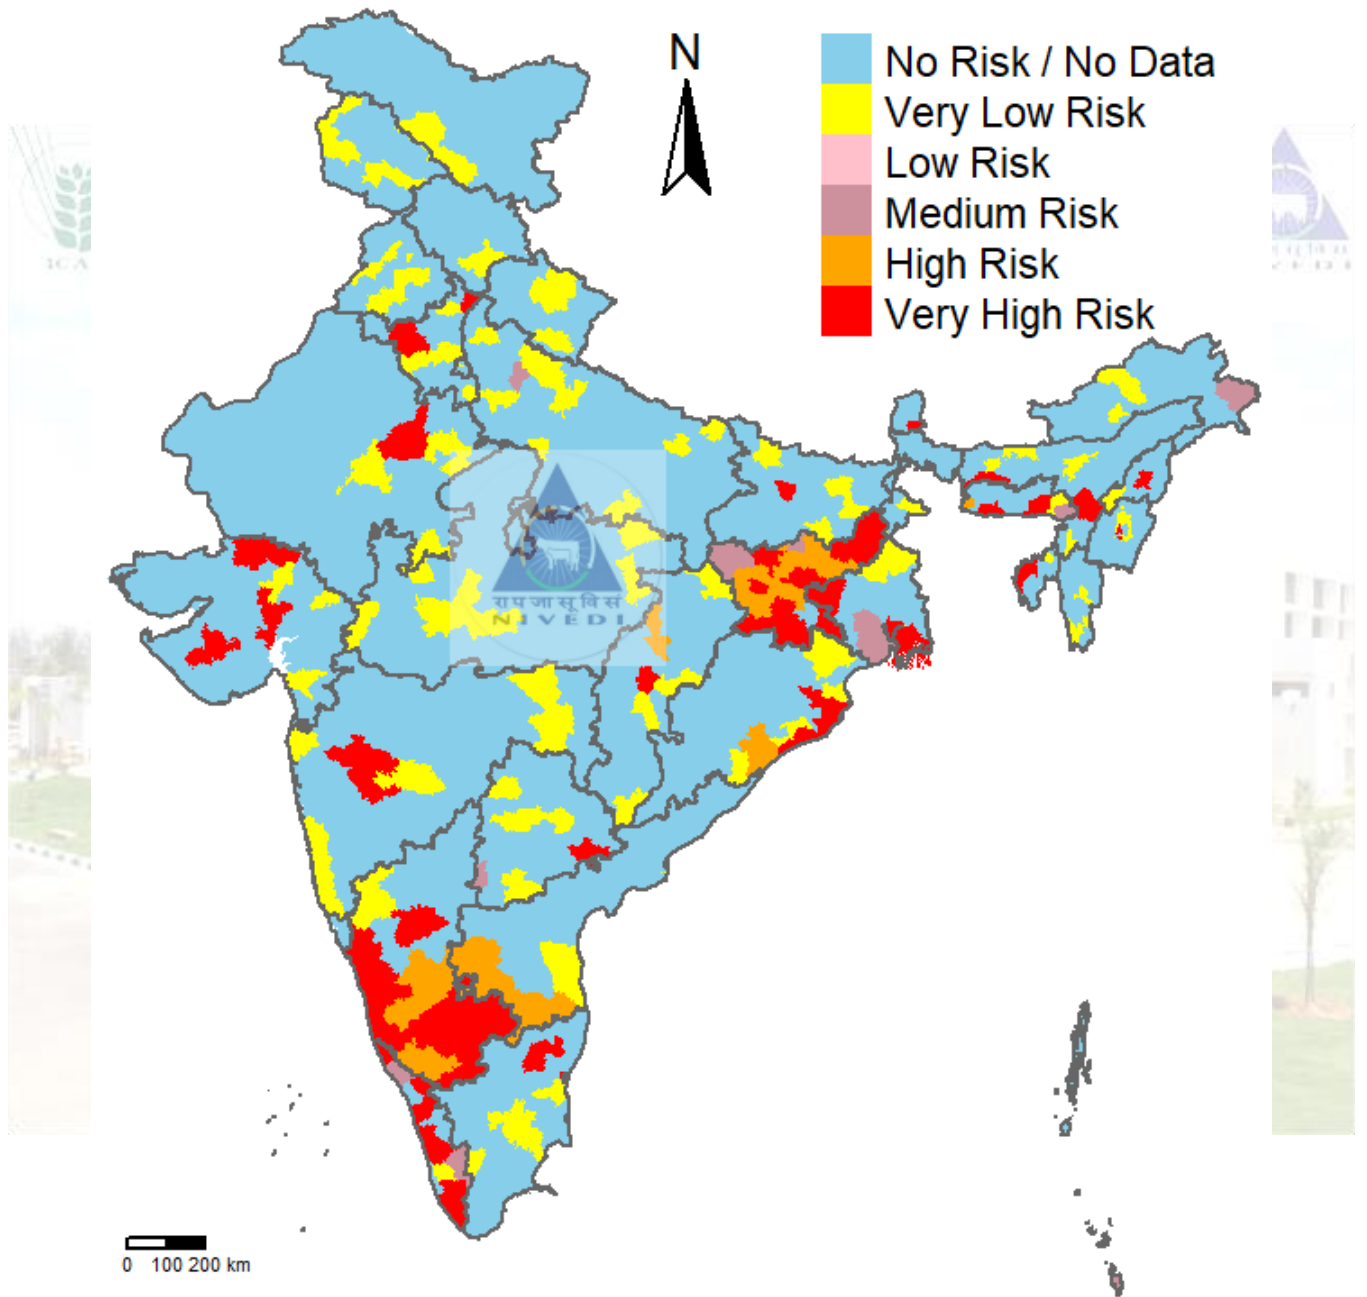 N
No Risk / No Data
Very Low Risk
Low Risk
Medium Risk
High Risk
Very High Risk
राप जा सू वि सं
NIVEDI
0 100 200 km